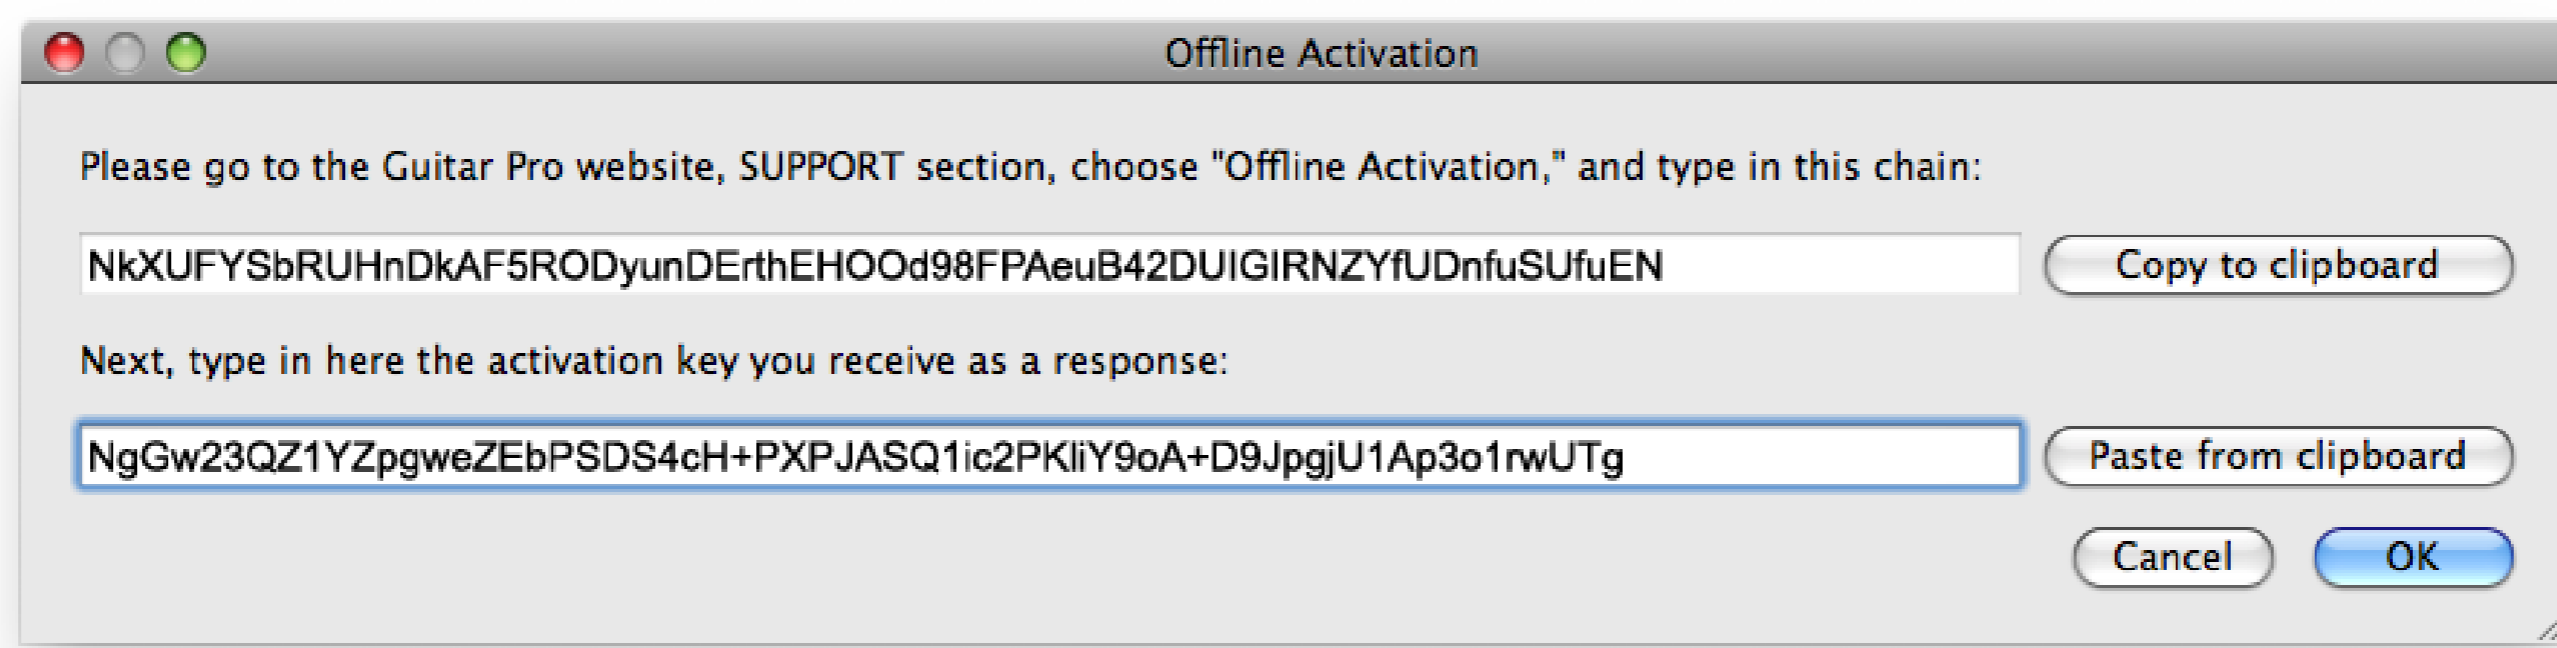 Offline Activation
Please go to the Guitar Pro website, SUPPORT section, choose "Offline Activation," and type in this chain:
NkXUFYSbRUHnDkAF5RODyunDErthEHOOd98FPAeuB42DUIGIRNZYfUDnfuSUfuEN Copy to clipboard
Next, type in here the activation key you receive as a response:
NgGw23QZ1YZpgweZEbPSDS4cH+PXPJASQ1ic2PKliY9oA+D9JpgjU1Ap3o1rwUTg Paste from clipboard
Cancel OK